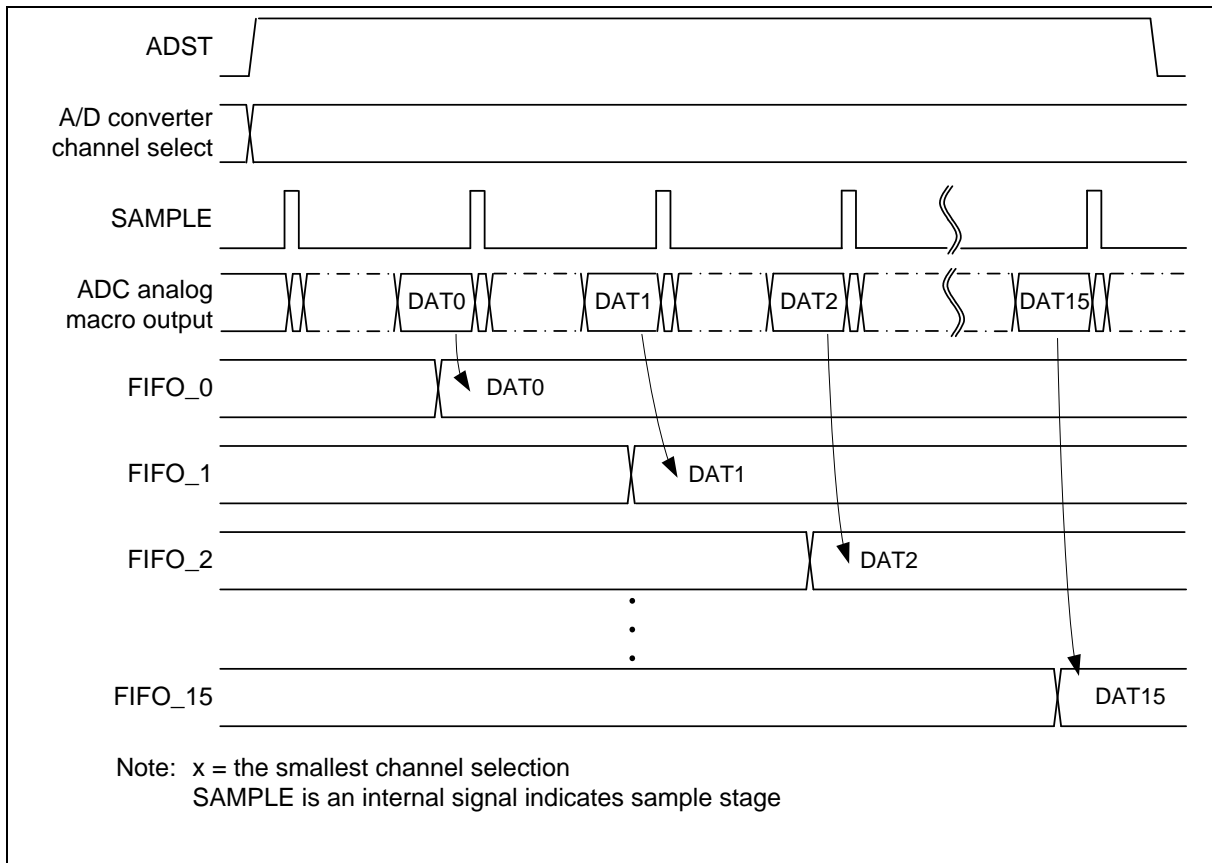 ADST
A/D converter
channel select
SAMPLE
ADC analog
macro output
DAT0 DAT1 DAT2 DAT15
FIFO_0
DAT0
FIFO_1
DAT1
FIFO_2
DAT2
FIFO_15
DAT15
Note: x = the smallest channel selection
SAMPLE is an internal signal indicates sample stage